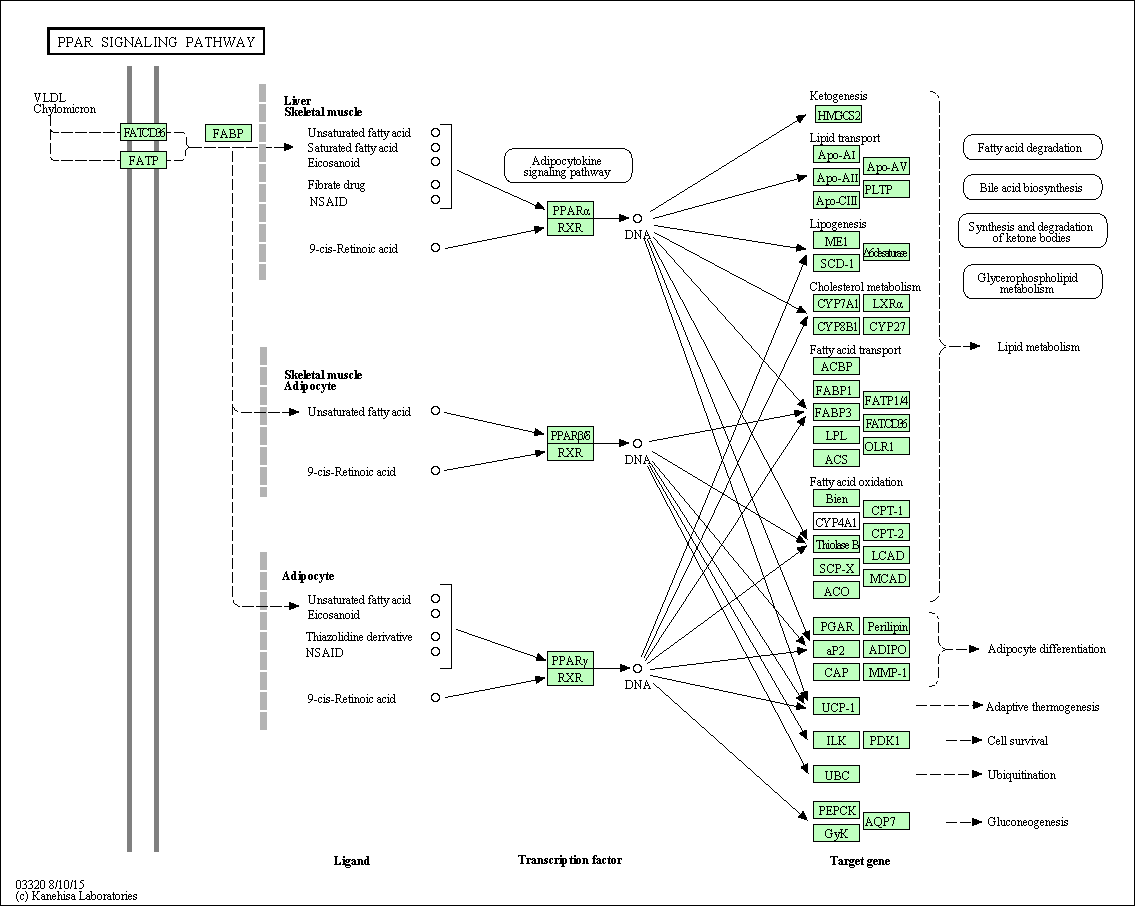 PPAR SIGNALING PATHWAY
VLDL
Chylomicron
FATCD36
FATP
FABP
Liver
Skeletal muscle
Unsaturated fatty acid
Saturated fatty acid
Eicosanoid
Fibrate drug
NSAID
9-cis-Retinoic acid
Adipocytokine
signaling pathway
PPARα
RXR
DNA
Skeletal muscle
Adipocyte
Unsaturated fatty acid
9-cis-Retinoic acid
PPARβ/δ
RXR
DNA
Adipocyte
Unsaturated fatty acid
Eicosanoid
Thiazolidine derivative
NSAID
9-cis-Retinoic acid
PPARγ
RXR
DNA
Ketogenesis
HMGCS2
Lipid transport
Apo-AI
Apo-AII
Apo-CIII
Apo-AV
PLTP
Lipogenesis
ME1
SCD-1
Cholesterol metabolism
CYP7A1
LXRα
CYP8B1
CYP27
Fatty acid transport
ACBP
FABP1
FABP3
LPL
ACS
FATP1/4
FATCD36
OLR1
Fatty acid oxidation
Bien
CYP4A1
Thiolase B
SCP-X
ACO
CPT-1
CPT-2
LCAD
MCAD
PGAR
Perilipin
aP2
ADIPO
CAP
MMP-1
UCP-1
ILK
PDK1
UBC
PEPCK
GyK
AQP7
Fatty acid degradation
Bile acid biosynthesis
Synthesis and degradation
of ketone bodies
Glycerophospholipid
metabolism
Lipid metabolism
Adipocyte differentiation
Adaptive thermogenesis
Cell survival
Ubiquitination
Gluconeogenesis
Ligand
Transcription factor
Target gene
03320 8/10/15
(c) Kanehisa Laboratories